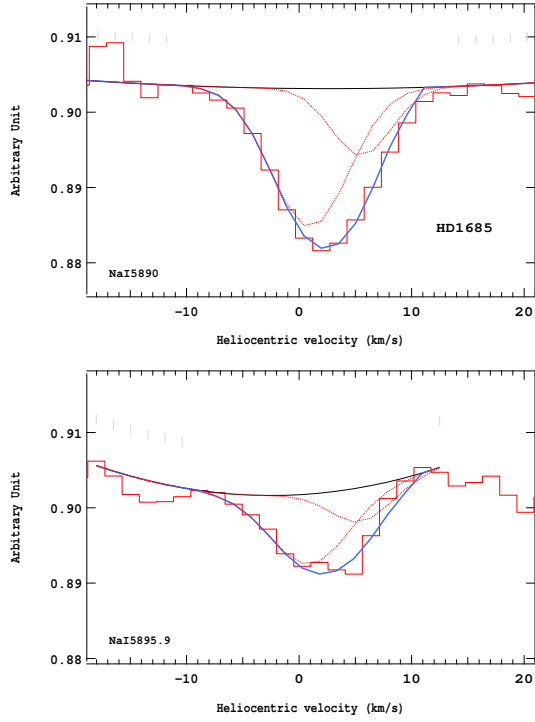 0.91
0.90
0.89
0.88
Arbitrary Unit
HD1685
NaI5890
−10 0 10 20
Heliocentric velocity (km/s)
0.91
0.90
0.89
0.88
Arbitrary Unit
NaI5895.9
−10 0 10 20
Heliocentric velocity (km/s)